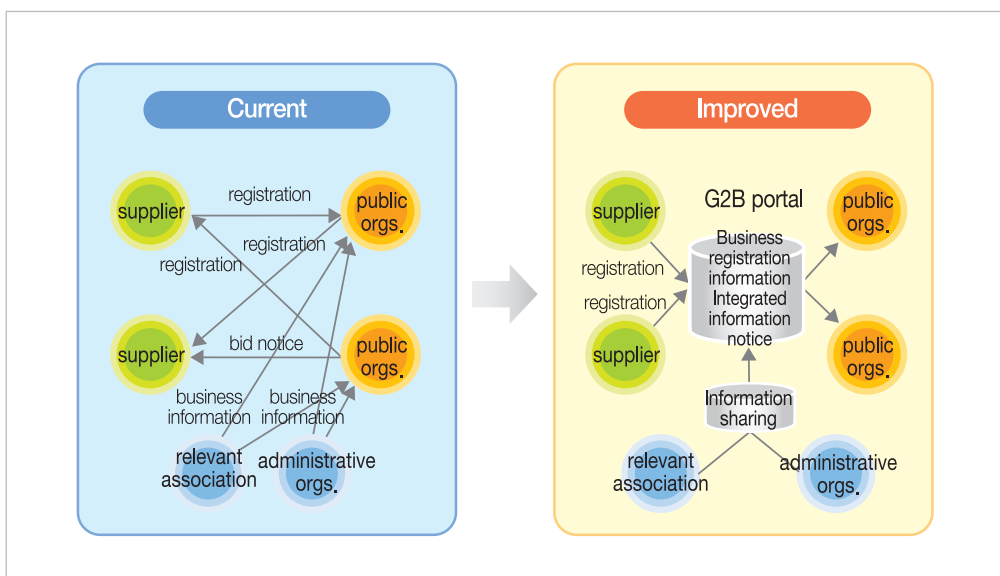 Current
supplier
registration
public
orgs.
registration
registration
supplier
bid notice
public
orgs.
business
information
business
information
relevant
association
administrative
orgs.
Improved
supplier
G2B portal
public
orgs.
registration
registration
Business
registration
information
Integrated
information
notice
supplier
public
orgs.
Information
sharing
relevant
association
administrative
orgs.